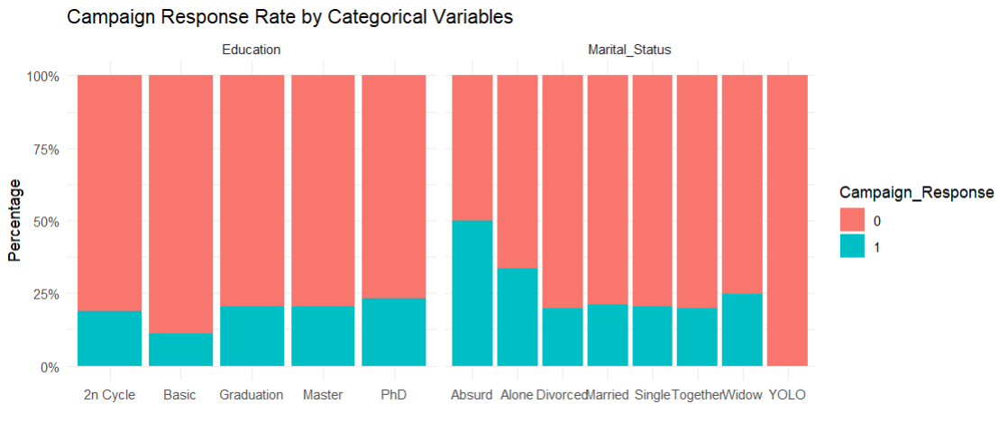 Campaign Response Rate by Categorical Variables
Education Marital_Status
100%
75%
50%
25%
0%
Percentage
2n Cycle Basic Graduation Master PhD Absurd Alone Divorced Married Single Together Widow YOLO
Campaign_Response
0
1